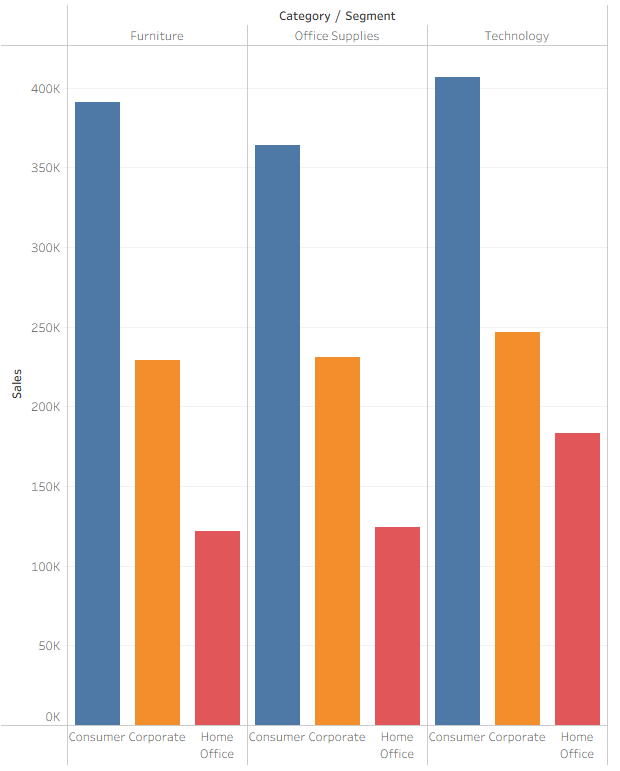 Category / Segment
Furniture
Office Supplies
Technology
400K
350K
300K
250K
200K
150K
100K
50K
0K
Sales
Consumer Corporate Home Office
Consumer Corporate Home Office
Consumer Corporate Home Office